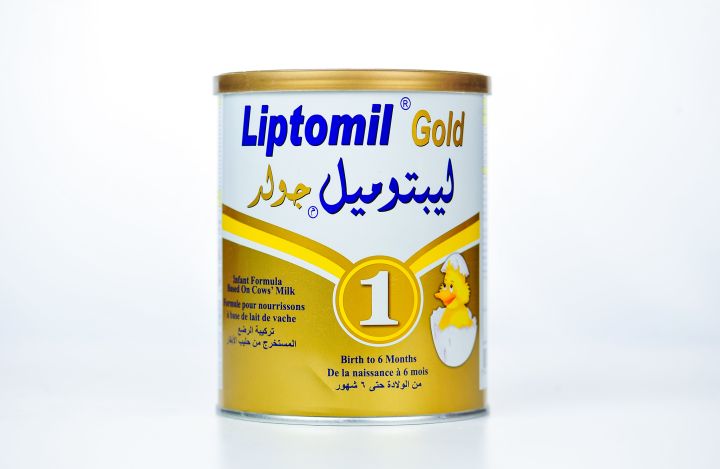 Liptomil® Gold
ليبتوميل جولد
Infant Formula
Based On Cows' Milk
Formule pour nourrissons
à base de lait de vache
تركيبة الرضع
المستخرج من حليب الأبقار
1
Birth to 6 Months
De la naissance à 6 mois
من الولادة حتى ٦ شهور